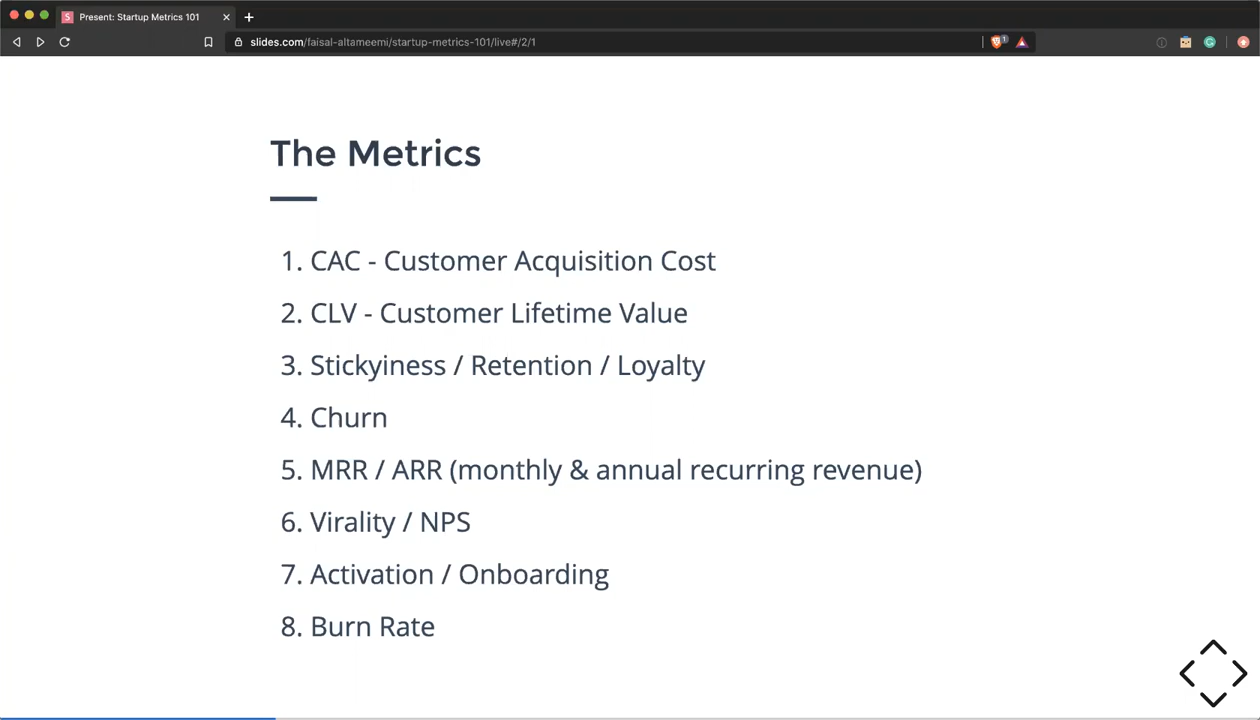 S Present: Startup Metrics 101
slides.com/faisal-altameemi/startup-metrics-101/live#/2/1
1
The Metrics
1. CAC - Customer Acquisition Cost
2. CLV - Customer Lifetime Value
3. Stickyiness / Retention / Loyalty
4. Churn
5. MRR / ARR (monthly & annual recurring revenue)
6. Virality / NPS
7. Activation / Onboarding
8. Burn Rate